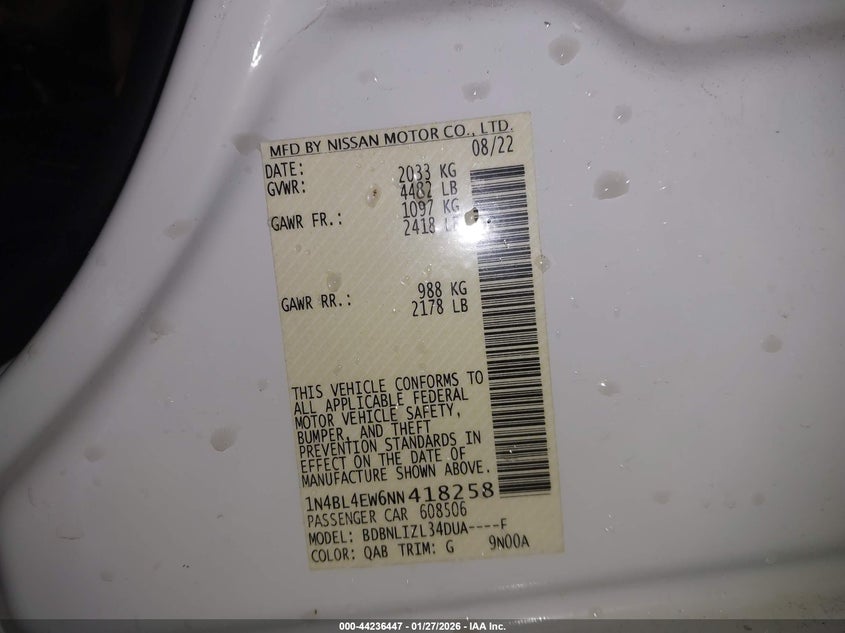 MFD BY NISSAN MOTOR CO., LTD.
DATE: 08/22
GVWR: 2033 KG
4482 LB
GAWR FR.: 1097 KG
2418 LB
GAWR RR.: 988 KG
2178 LB
THIS VEHICLE CONFORMS TO
ALL APPLICABLE FEDERAL
MOTOR VEHICLE SAFETY,
BUMPER, AND THEFT
PREVENTION STANDARDS IN
EFFECT ON THE DATE OF
MANUFACTURE SHOWN ABOVE.
1N4BL4EW6NN418258
PASSENGER CAR 608506
MODEL: BDBNLIZL34DUA----F
COLOR: QAB TRIM: G 9N00A
000-44236447 - 01/27/2026 - IAA Inc.